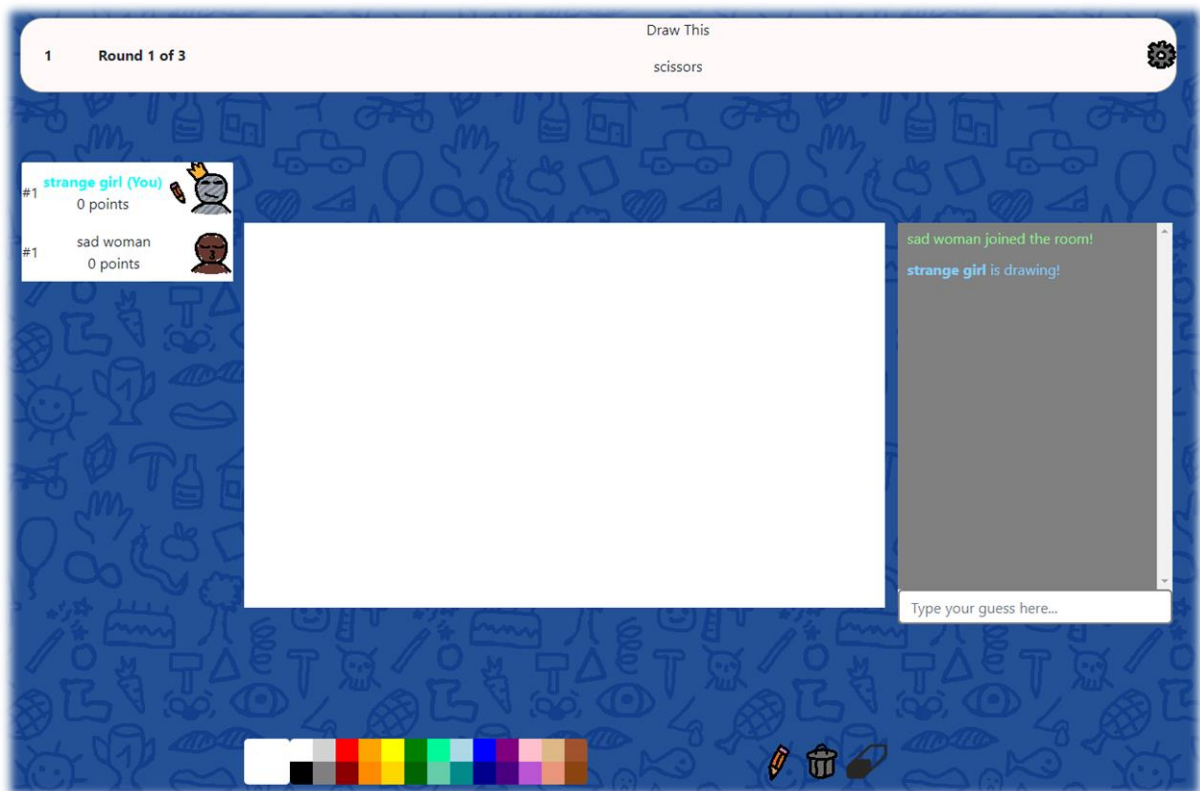 1 Round 1 of 3
Draw This
scissors
#1 strange girl (You)
0 points
#1 sad woman
0 points
sad woman joined the room!
strange girl is drawing!
Type your guess here...